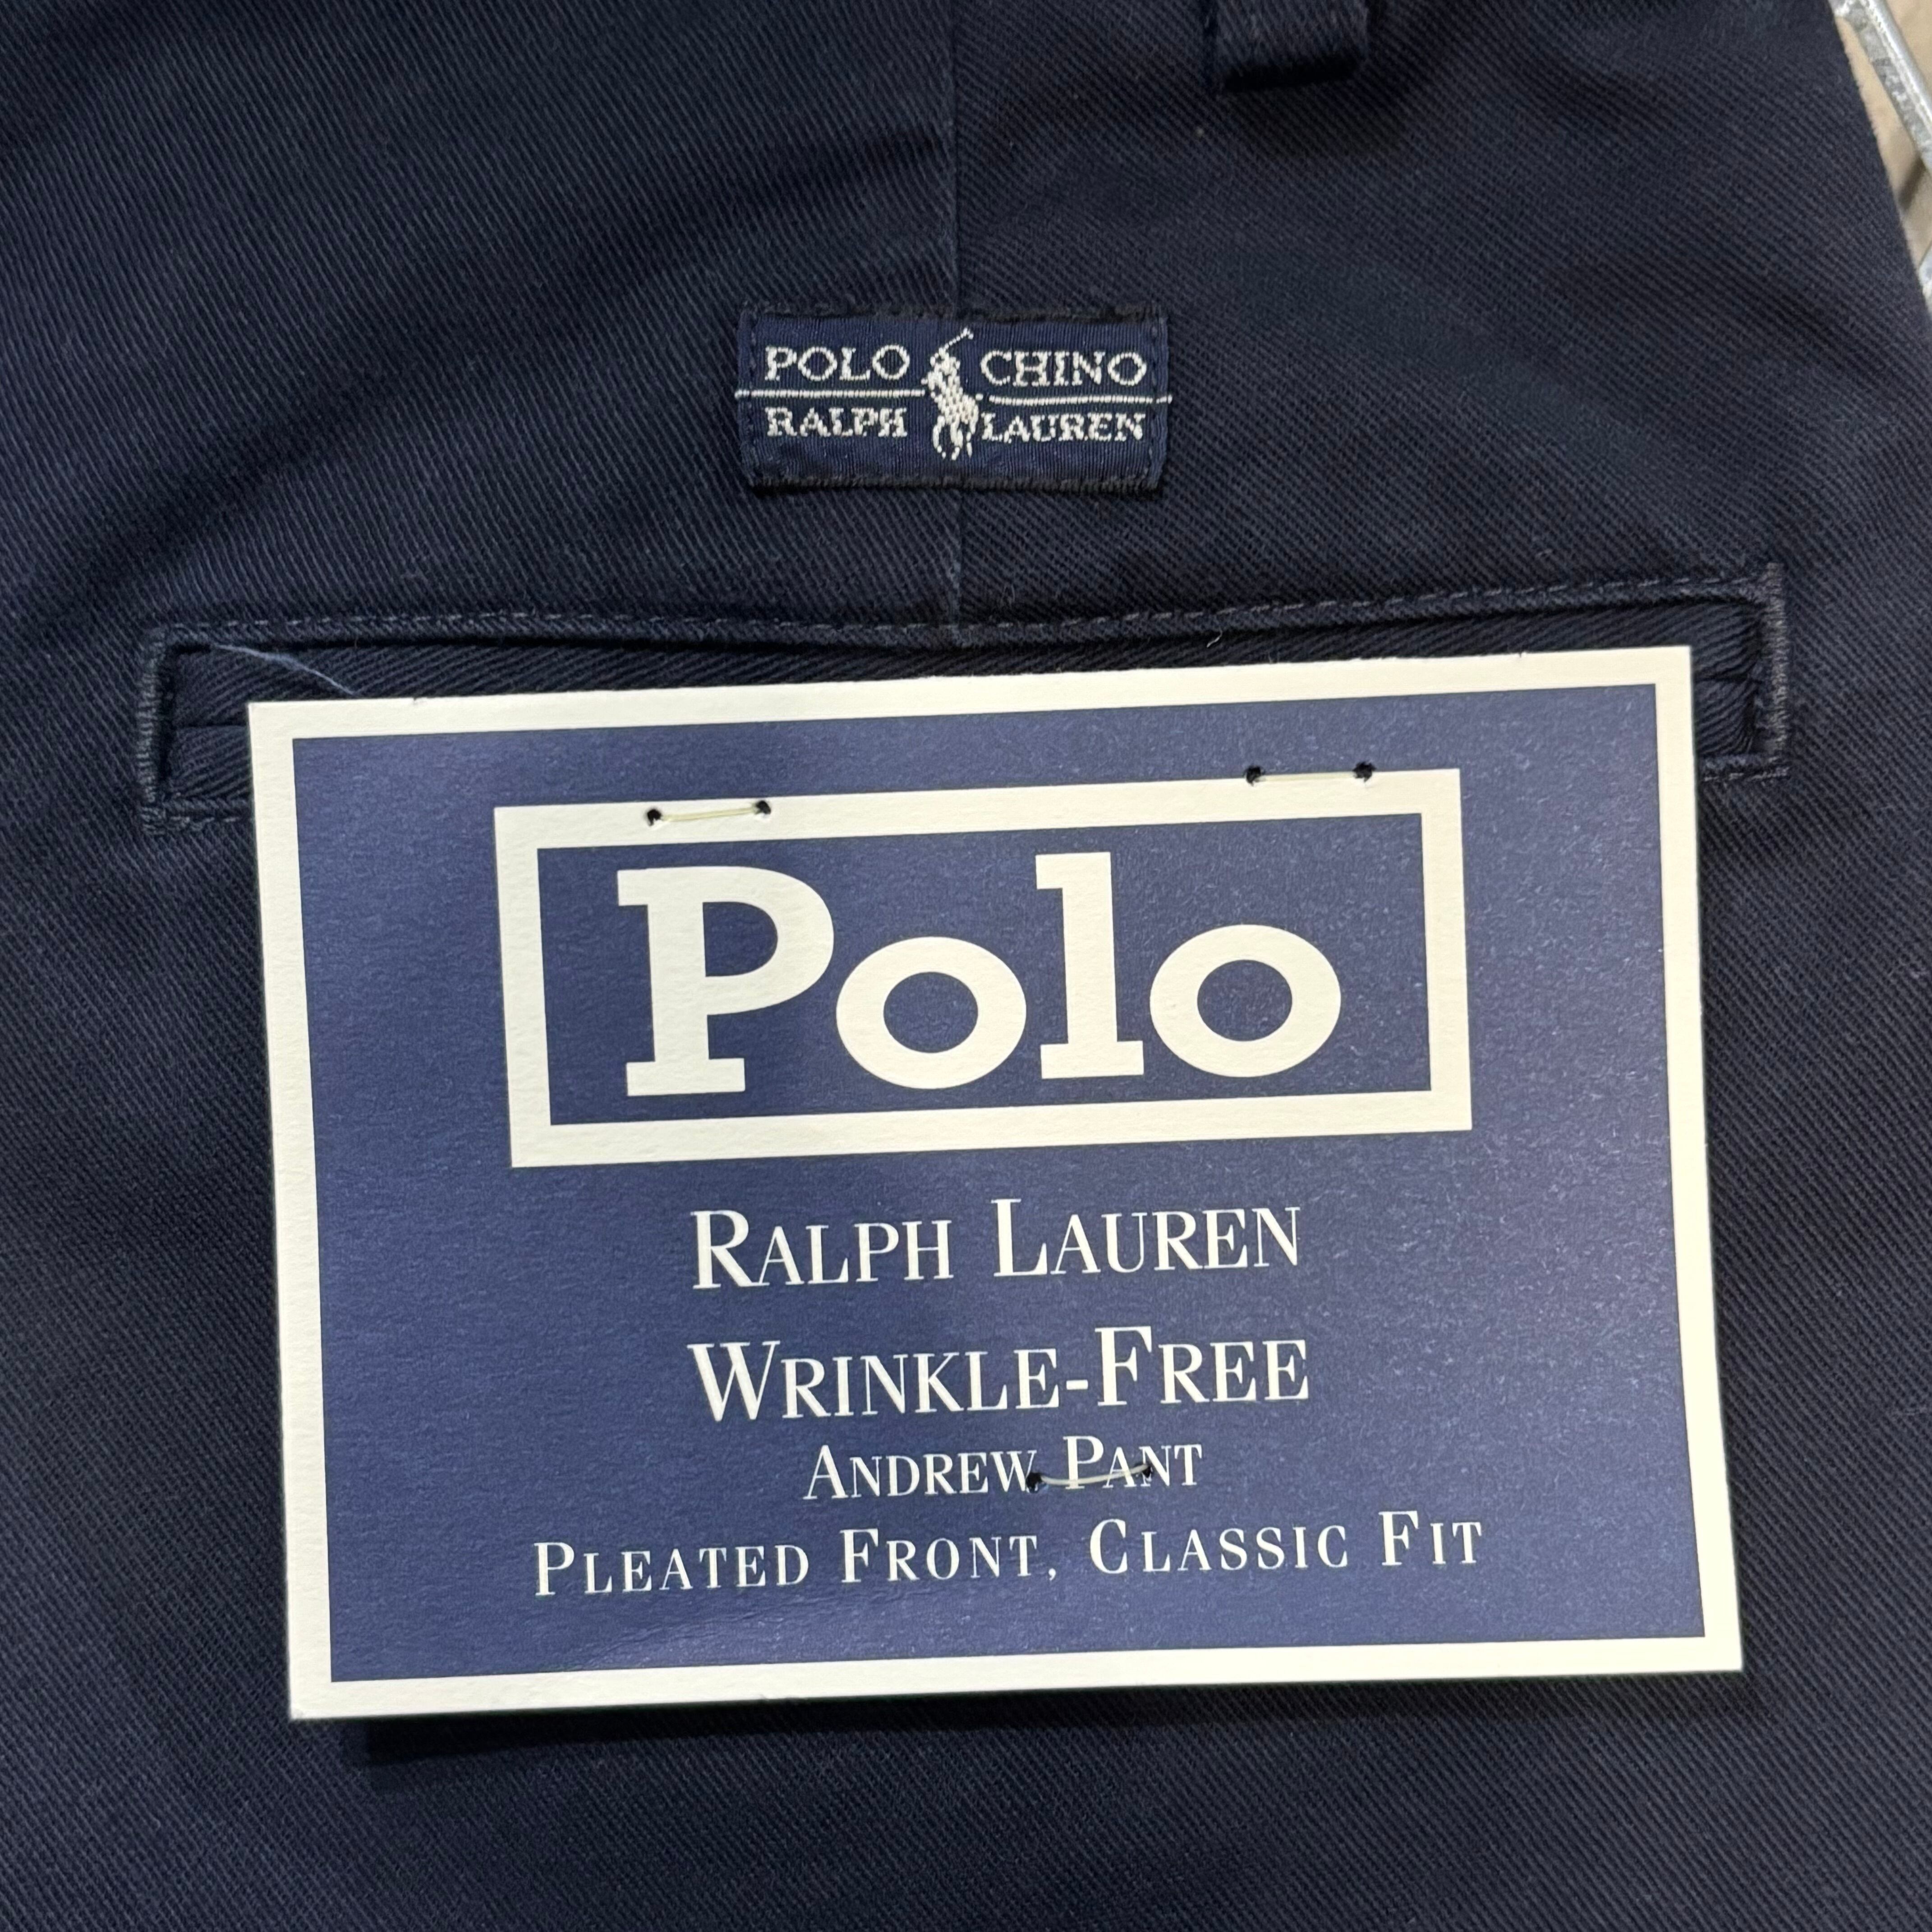 POLO CHINO
RALPH LAUREN
Polo
RALPH LAUREN
WRINKLE-FREE
ANDREW PANT
PLEATED FRONT, CLASSIC FIT